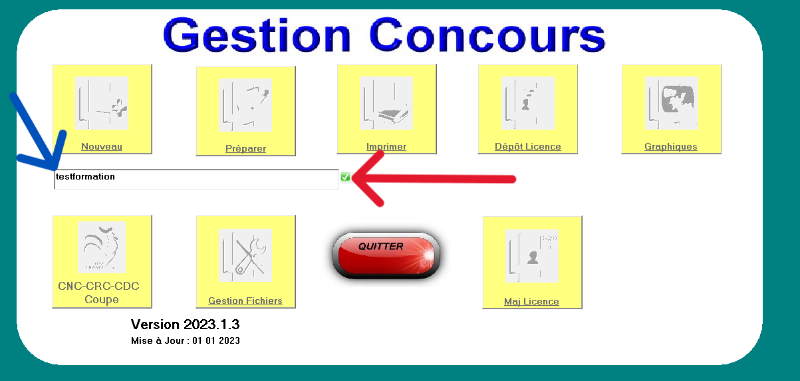 Gestion Concours
Nouveau
Préparer
Imprimer
Dépôt Licence
Graphiques
testformation
CNC-CRC-CDC
Coupe
Gestion Fichiers
QUITTER
Maj Licence
Version 2023.1.3
Mise à Jour : 01 01 2023